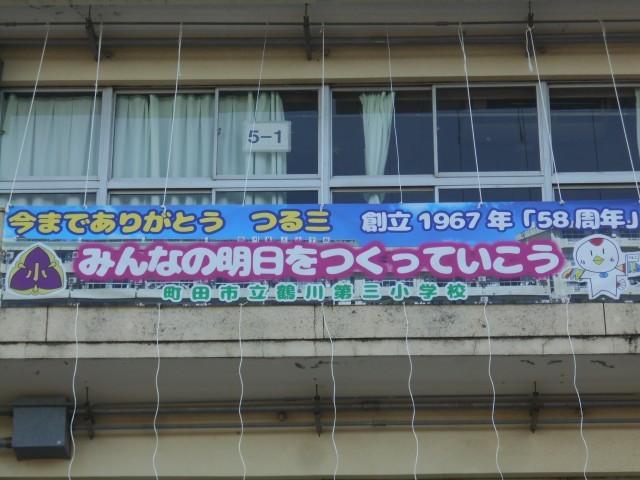 5-1
今までありがとう つる三 創立1967年「58周年」
小
みんなの明日をつくっていこう
町田市立鶴川第三小学校